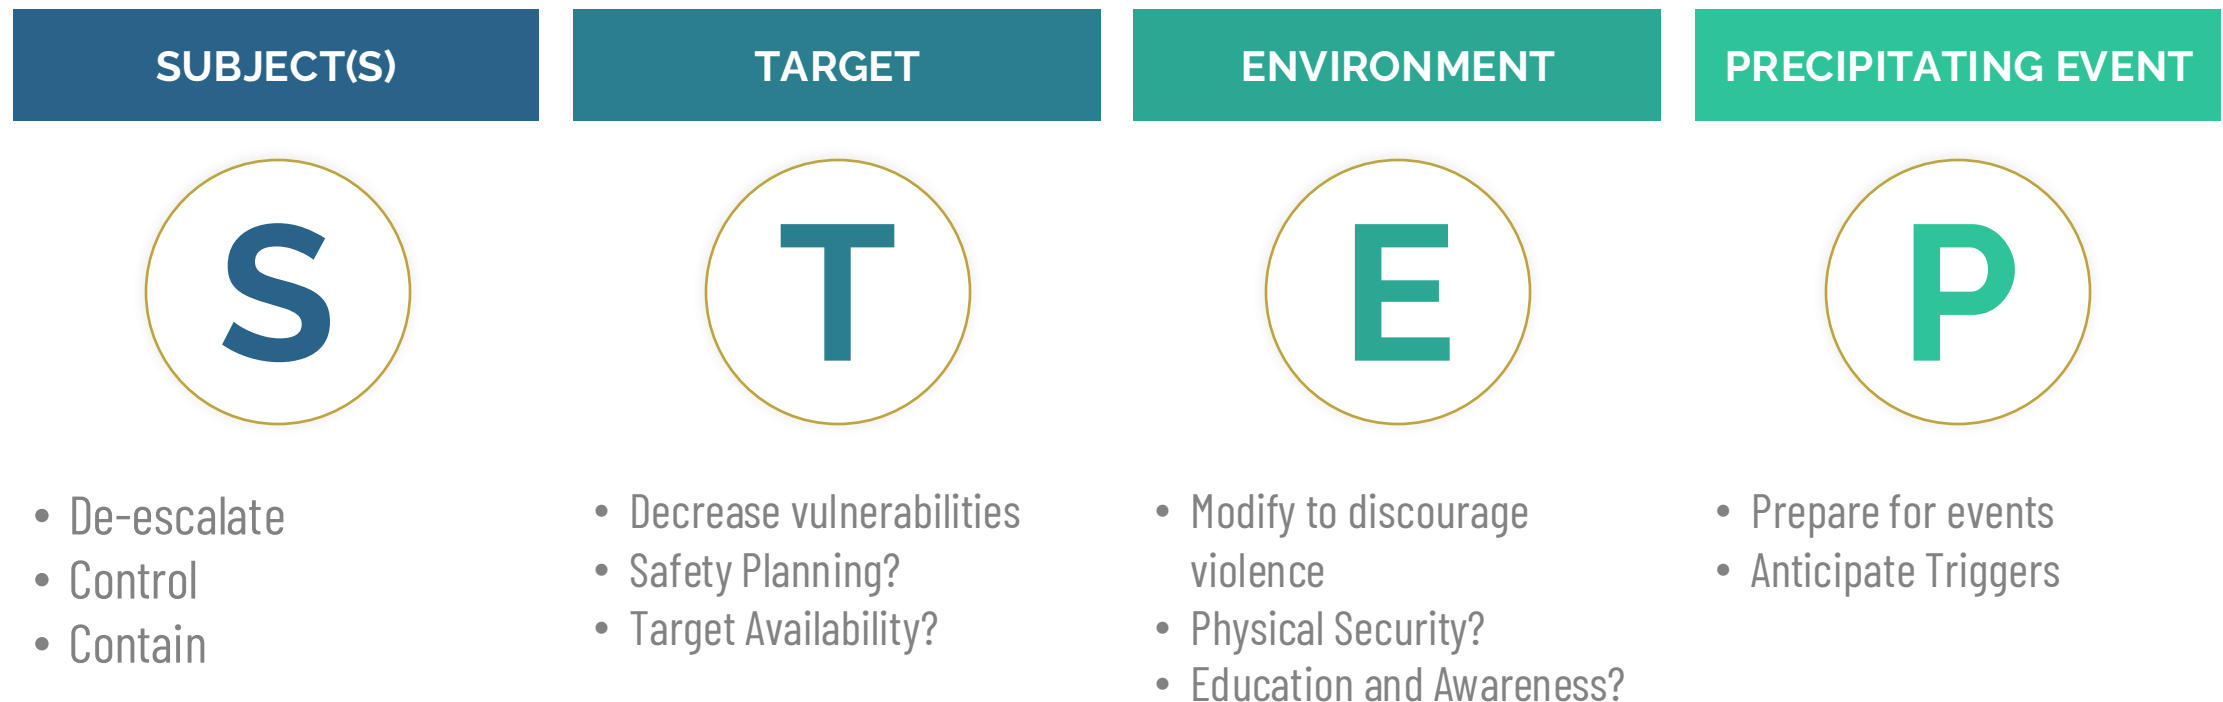 SUBJECT(S)
TARGET
ENVIRONMENT
PRECIPITATING EVENT
S
T
E
P
• De-escalate
• Control
• Contain
• Decrease vulnerabilities
• Safety Planning?
• Target Availability?
• Modify to discourage
violence
• Physical Security?
• Education and Awareness?
• Prepare for events
• Anticipate Triggers